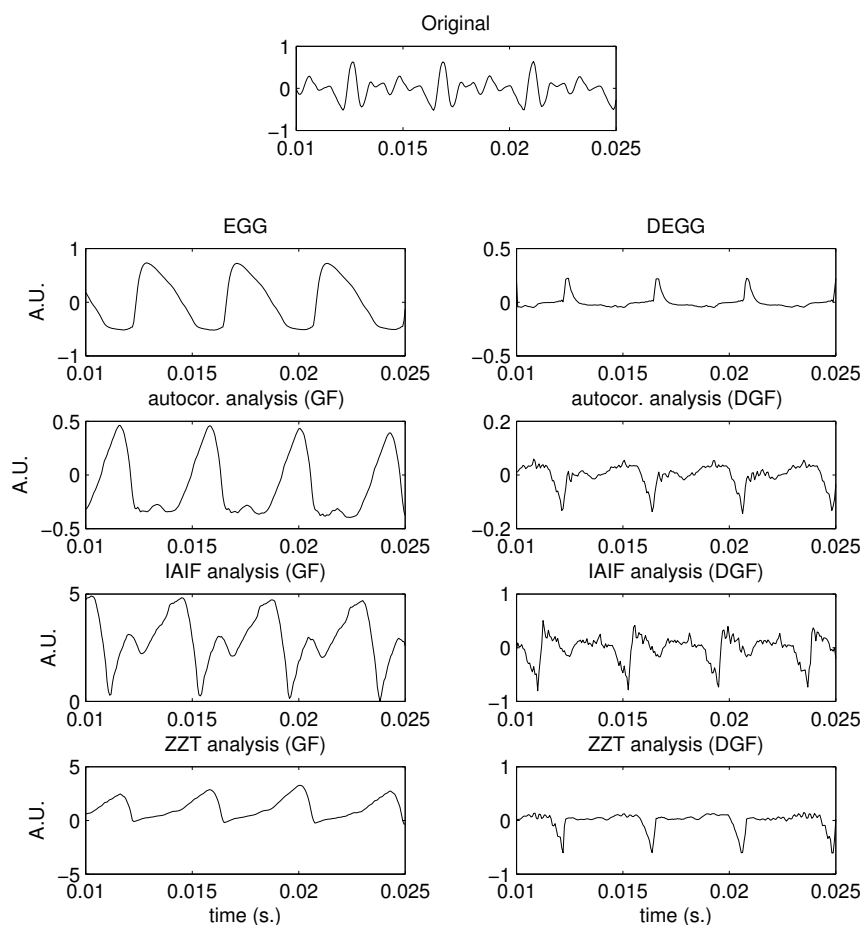 Original
1
0
−1
0.01 0.015 0.02 0.025
EGG DEGG
1 0.5
0 0
−1 −0.5
A.U.
0.01 0.015 0.02 0.025 0.01 0.015 0.02 0.025
autocor. analysis (GF) autocor. analysis (DGF)
0.5 0.2
0 0
−0.5 0.2
A.U.
0.01 0.015 0.02 0.025 0.01 0.015 0.02 0.025
IAIF analysis (GF) IAIF analysis (DGF)
5 1
0
0 −1
A.U.
0.01 0.015 0.02 0.025 0.01 0.015 0.02 0.025
ZZT analysis (GF) ZZT analysis (DGF)
5 1
0 0
−5 −1
A.U.
0.01 0.015 0.02 0.025 0.01 0.015 0.02 0.025
time (s.) time (s.)